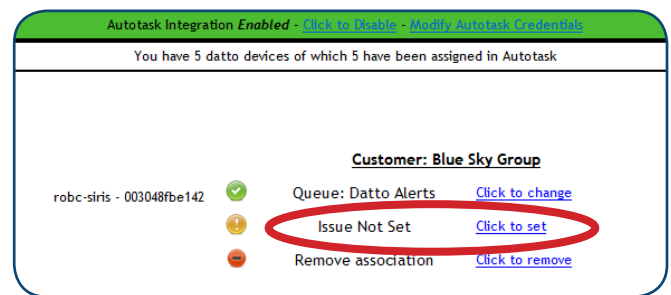 Autotask Integration Enabled - Click to Disable - Modify Autotask Credentials
You have 5 datto devices of which 5 have been assigned in Autotask
Customer: Blue Sky Group
robc-siris - 003048fbe142 Queue: Datto Alerts Click to change
Issue Not Set Click to set
Remove association Click to remove